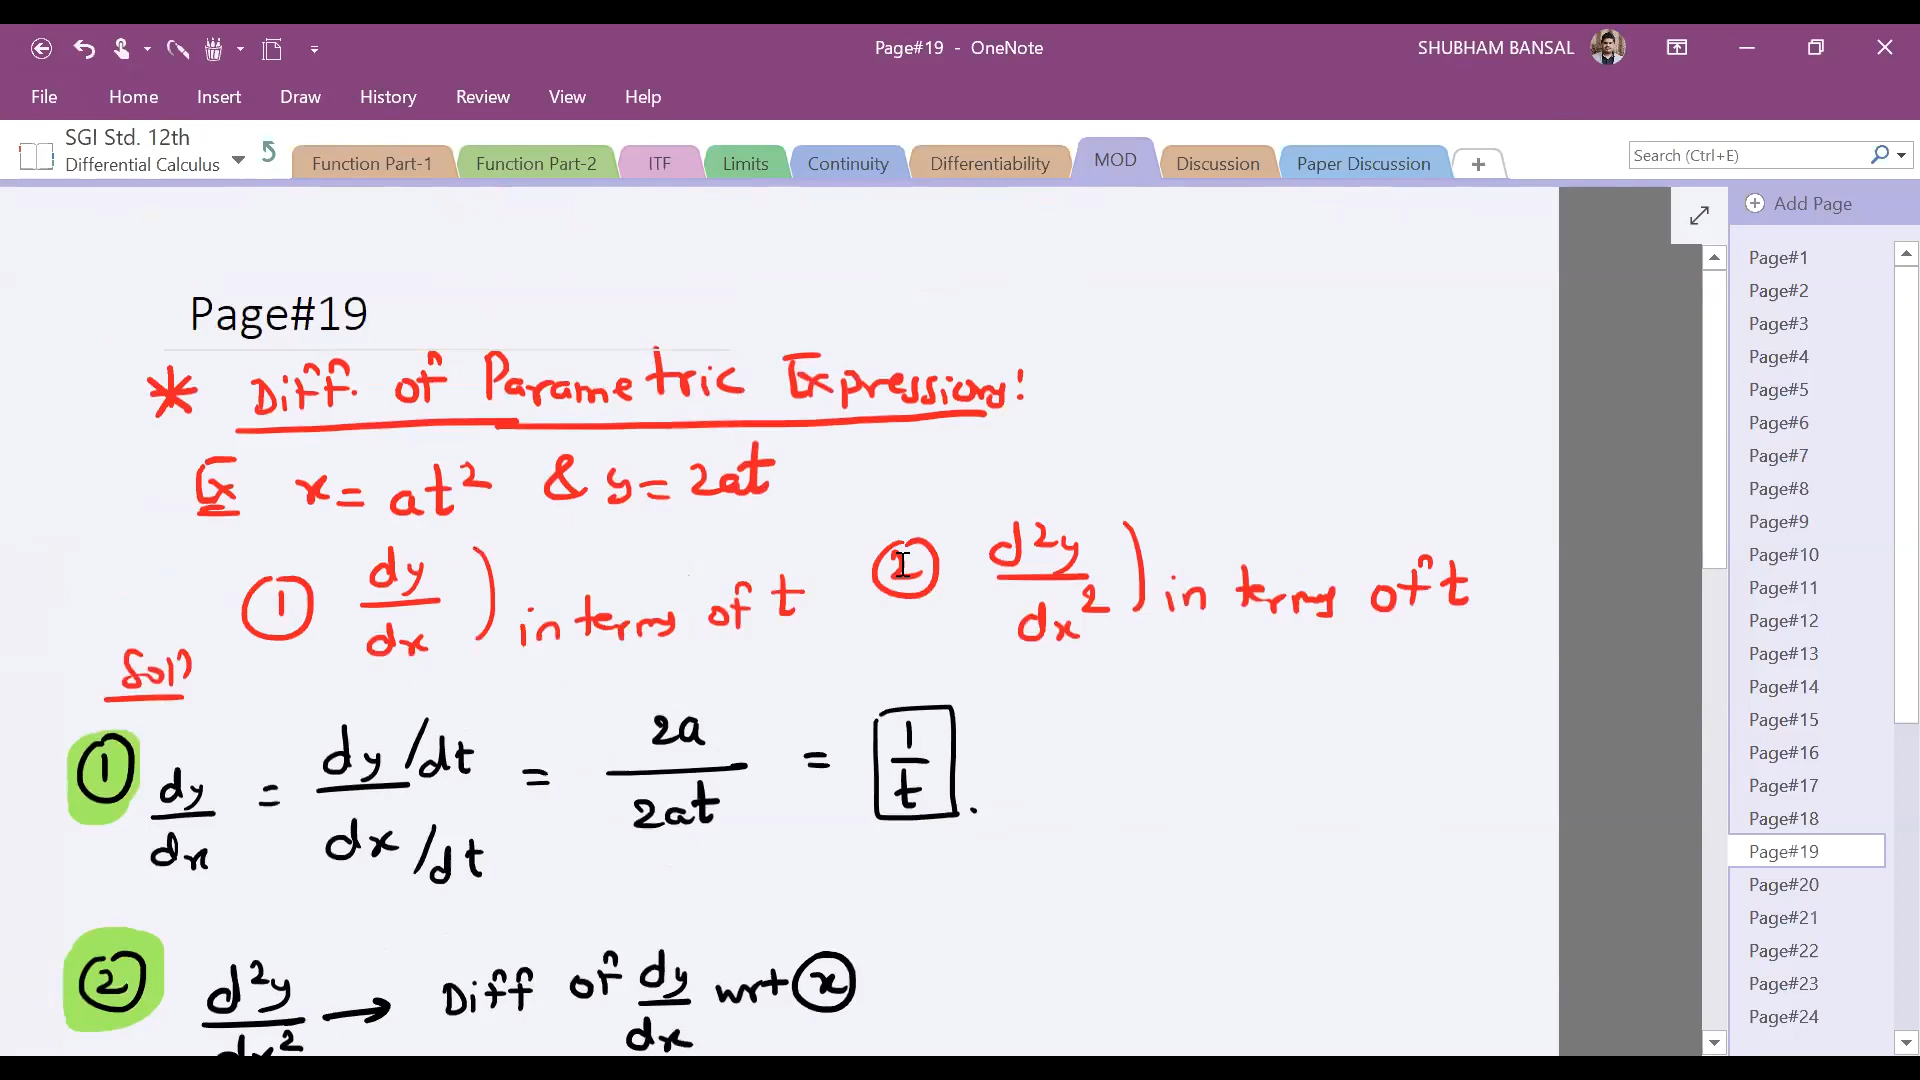 Page#19 - OneNote
SHUBHAM BANSAL
File Home Insert Draw History Review View Help
SGI Std. 12th
Differential Calculus
Function Part-1 Function Part-2 ITF Limits Continuity Differentiability MOD Discussion Paper Discussion +
Search (Ctrl+E)
Add Page
Page#1
Page#2
Page#3
Page#4
Page#5
Page#6
Page#7
Page#8
Page#9
Page#10
Page#11
Page#12
Page#13
Page#14
Page#15
Page#16
Page#17
Page#18
Page#19
Page#20
Page#21
Page#22
Page#23
Page#24
Page#19
* Diff. of Parametric Expressions:
Ex x = at² & y = 2at
① dy/dx ) in terms of t ② d²y/dx² ) in terms of t
Solⁿ
① dy/dx = (dy/dt)/(dx/dt) = 2a/2at = 1/t .
② d²y/dx² → Diff of dy/dx wrt x